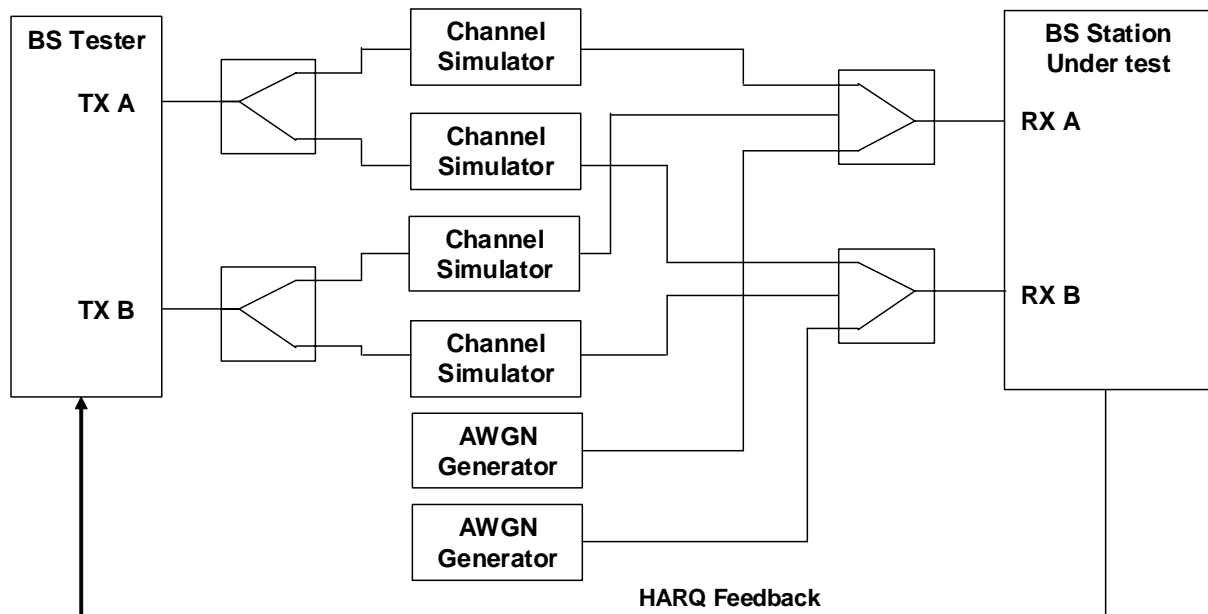 BS Tester
TX A
TX B
Channel
Simulator
Channel
Simulator
Channel
Simulator
Channel
Simulator
AWGN
Generator
AWGN
Generator
BS Station
Under test
RX A
RX B
HARQ Feedback